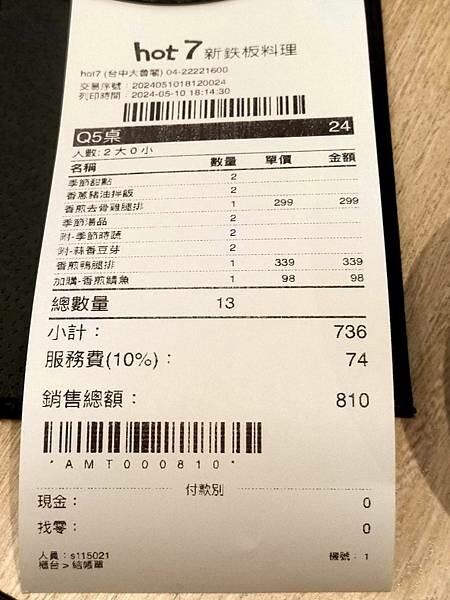 hot 7 新鉄板料理
hot7 (台中大魯閣) 04-22221600
交易序號：2024051018120024
列印時間：2024-05-10 18:14:30
Q5桌 24
人數: 2 大 0 小
名稱 數量 單價 金額
季節甜點 2
香蔥豬油拌飯 2
香煎去骨雞腿排 1 299 299
季節湯品 2
附-季節時蔬 2
附-蒜香豆芽 2
香煎鴨腿排 1 339 339
加購-香煎鯖魚 1 98 98
總數量 13
小計： 736
服務費(10%)： 74
銷售總額： 810
*AMT000810*
付款別
現金： 0
找零： 0
人員：s115021 機號：1
櫃台 > 結帳單